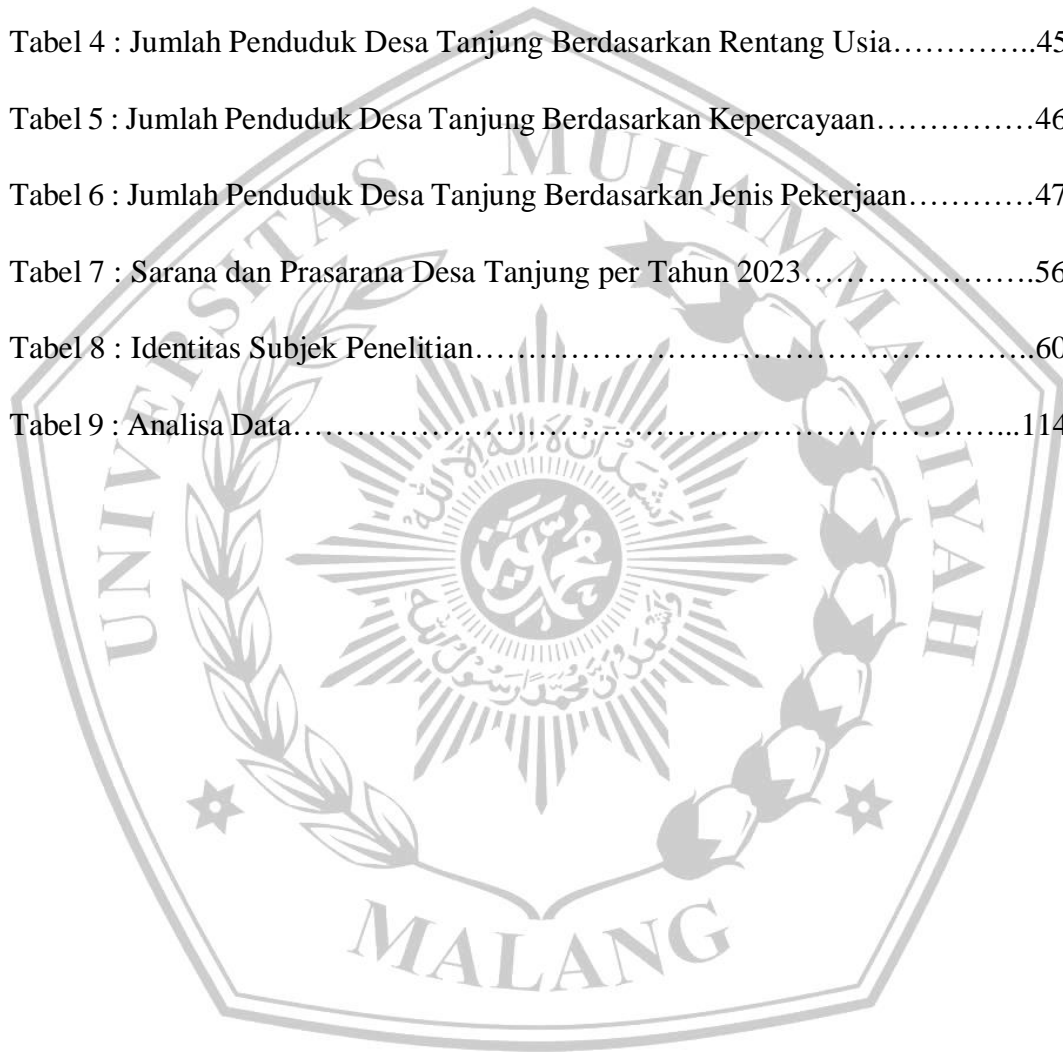 Tabel 4 : Jumlah Penduduk Desa Tanjung Berdasarkan Rentang Usia…………..45
Tabel 5 : Jumlah Penduduk Desa Tanjung Berdasarkan Kepercayaan……………46
Tabel 6 : Jumlah Penduduk Desa Tanjung Berdasarkan Jenis Pekerjaan…………47
Tabel 7 : Sarana dan Prasarana Desa Tanjung per Tahun 2023………………….56
Tabel 8 : Identitas Subjek Penelitian…………………………………………….60
Tabel 9 : Analisa Data…………………………………………………………...114
UNIVERSITAS MUHAMMADIYAH
MALANG